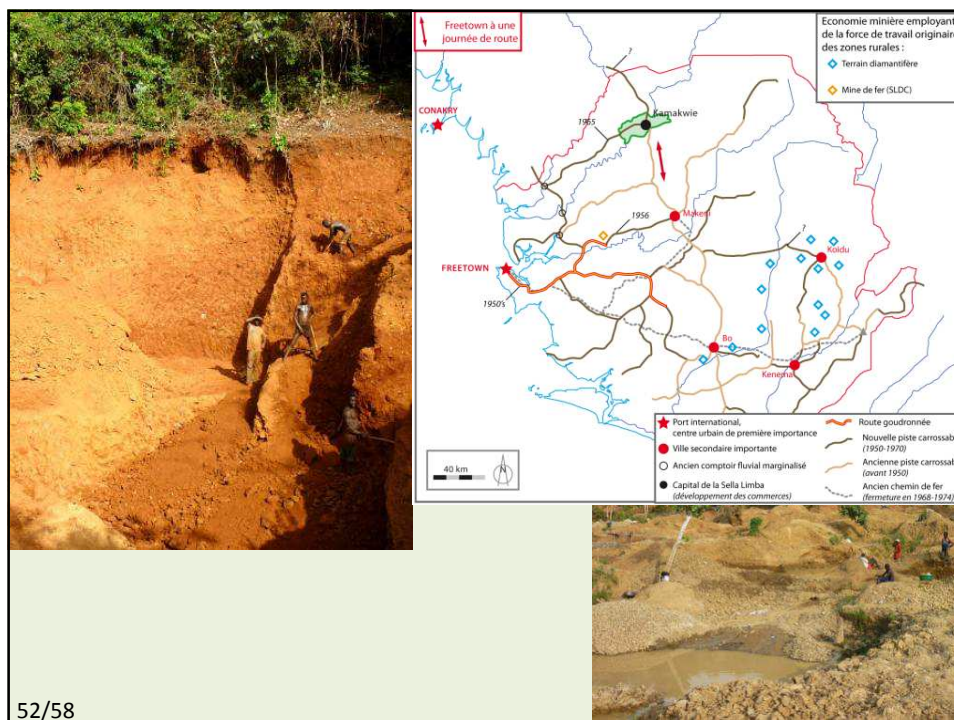 Freetown à une
journée de route
Economie minière employant
de la force de travail originaire
des zones rurales :
Terrain diamantifère
Mine de fer (SLDC)
?
CONAKRY
1965
Kamakwie
1956
Makeni
?
Koidu
FREETOWN
1950's
Bo
Kenema
Port international,
centre urbain de première importance
Ville secondaire importante
Ancien comptoir fluvial marginalisé
Capital de la Sella Limba
(développement des commerces)
Route goudronnée
Nouvelle piste carrossab
(1950-1970)
Ancienne piste carrossab
(avant 1950)
Ancien chemin de fer
(fermeture en 1968-1974)
40 km
N
52/58